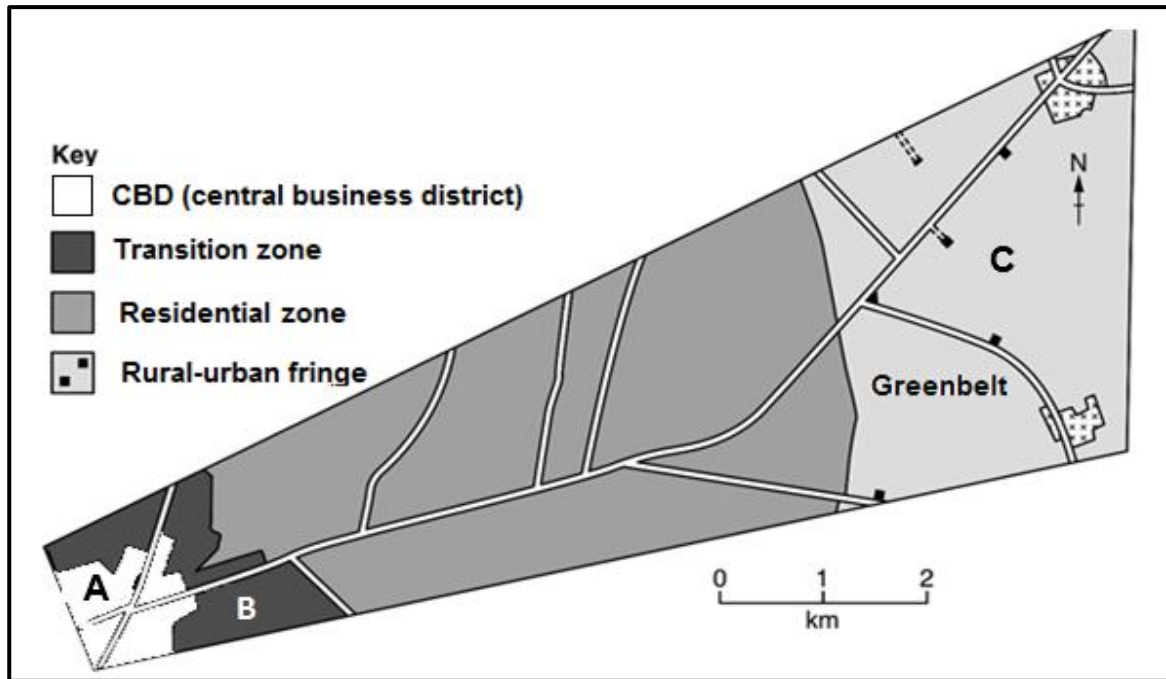 Key
CBD (central business district)
Transition zone
Residential zone
Rural-urban fringe
N
C
Greenbelt
A
B
0 1 2
km